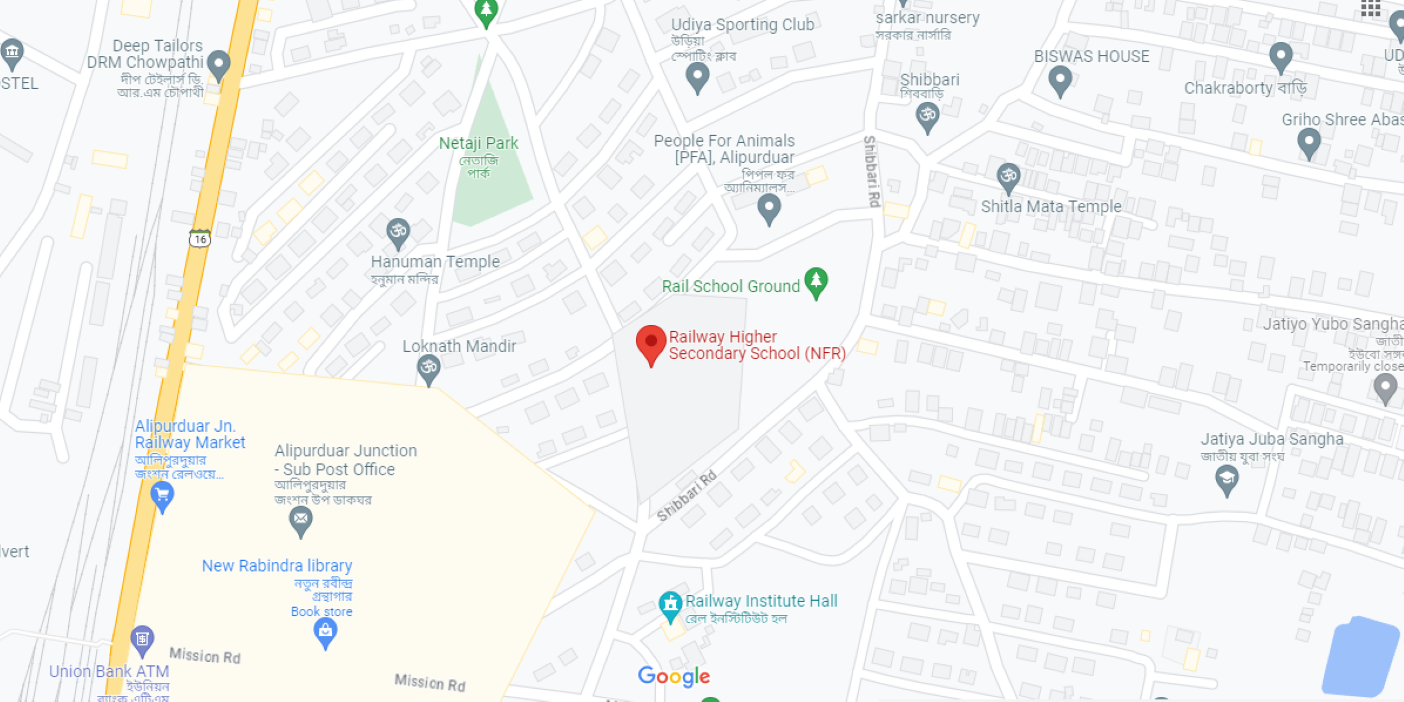 Udiya Sporting Club
উড়িয়া
স্পোটিং ক্লাব
sarkar nursery
সরকার নার্সারি
Deep Tailors
DRM Chowpathi
দীপ টেইলার্স ডি.
আর.এম চৌপাথী
BISWAS HOUSE
Chakraborty বাড়ি
Shibbari
শিববাড়ি
Griho Shree Abas
Netaji Park
নেতাজি
পার্ক
People For Animals
[PFA], Alipurduar
পিপল ফর
অ্যানিম্যালস...
Shibbari Rd
Shitla Mata Temple
16
Hanuman Temple
হনুমান মন্দির
Rail School Ground
Railway Higher
Secondary School (NFR)
Jatiyo Yubo Sangha
Temporarily close
Loknath Mandir
Alipurduar Jn.
Railway Market
আলিপুরদুয়ার
জংশন রেলওয়ে...
Alipurduar Junction
- Sub Post Office
আলিপুরদুয়ার
জংশন উপ ডাকঘর
Jatiya Juba Sangha
জাতীয় যুবা সংঘ
Shibbari Rd
New Rabindra library
নতুন রবীন্দ্র
গ্রন্থাগার
Book store
Railway Institute Hall
রেল ইনস্টিটিউট হল
Mission Rd
Union Bank ATM
ইউনিয়ন
ব্যাংক এটিএম
Mission Rd
Google